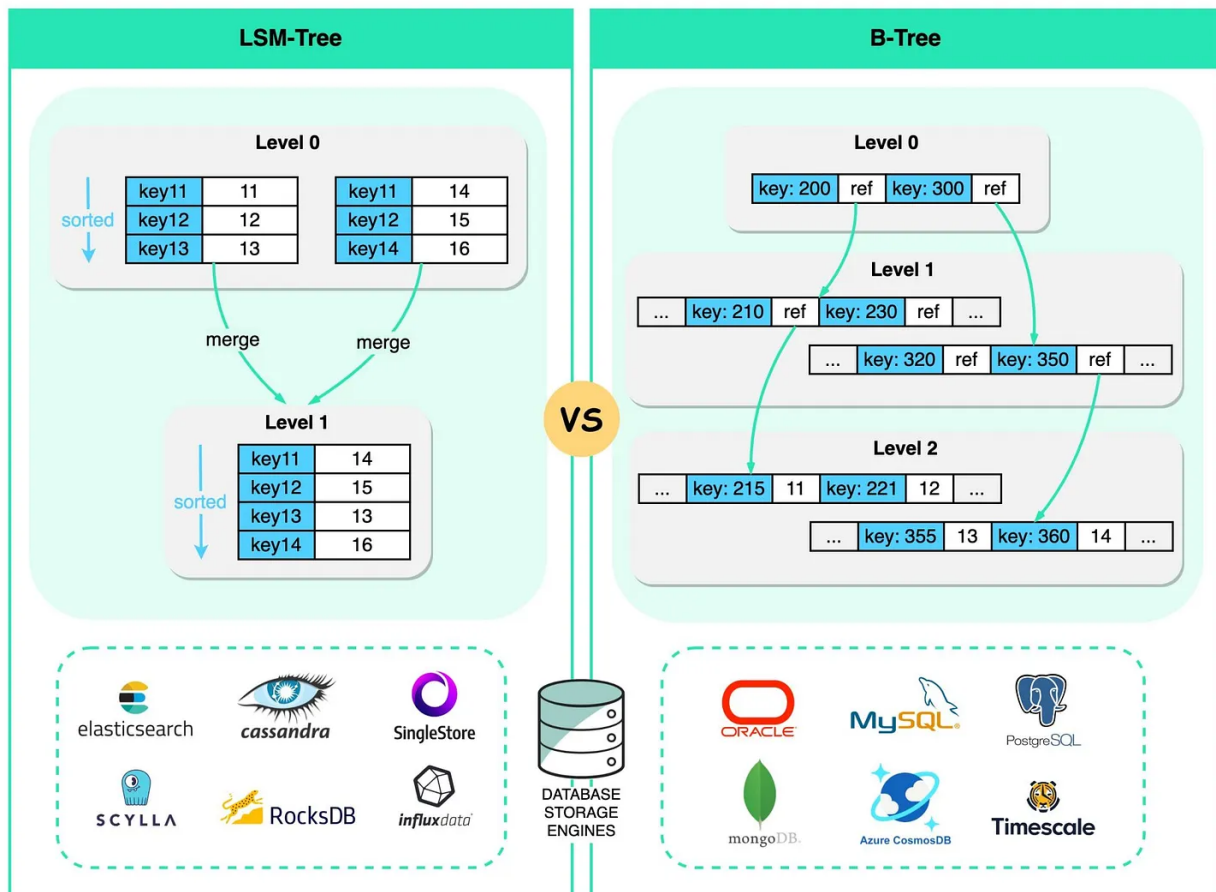 LSM-Tree
Level 0
sorted
key11 11
key12 12
key13 13
key11 14
key12 15
key14 16
merge
merge
Level 1
sorted
key11 14
key12 15
key13 13
key14 16
elasticsearch
cassandra
SingleStore
SCYLLA
RocksDB
influxdata
VS
DATABASE
STORAGE
ENGINES
B-Tree
Level 0
key: 200 ref key: 300 ref
Level 1
... key: 210 ref key: 230 ref ...
... key: 320 ref key: 350 ref ...
Level 2
... key: 215 11 key: 221 12 ...
... key: 355 13 key: 360 14 ...
ORACLE
MySQL
PostgreSQL
mongoDB.
Azure CosmosDB
Timescale